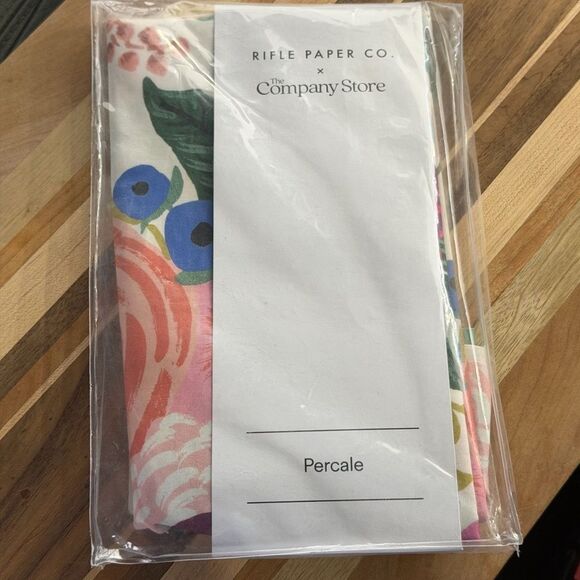 RIFLE PAPER CO.
×
The
Company Store
Percale